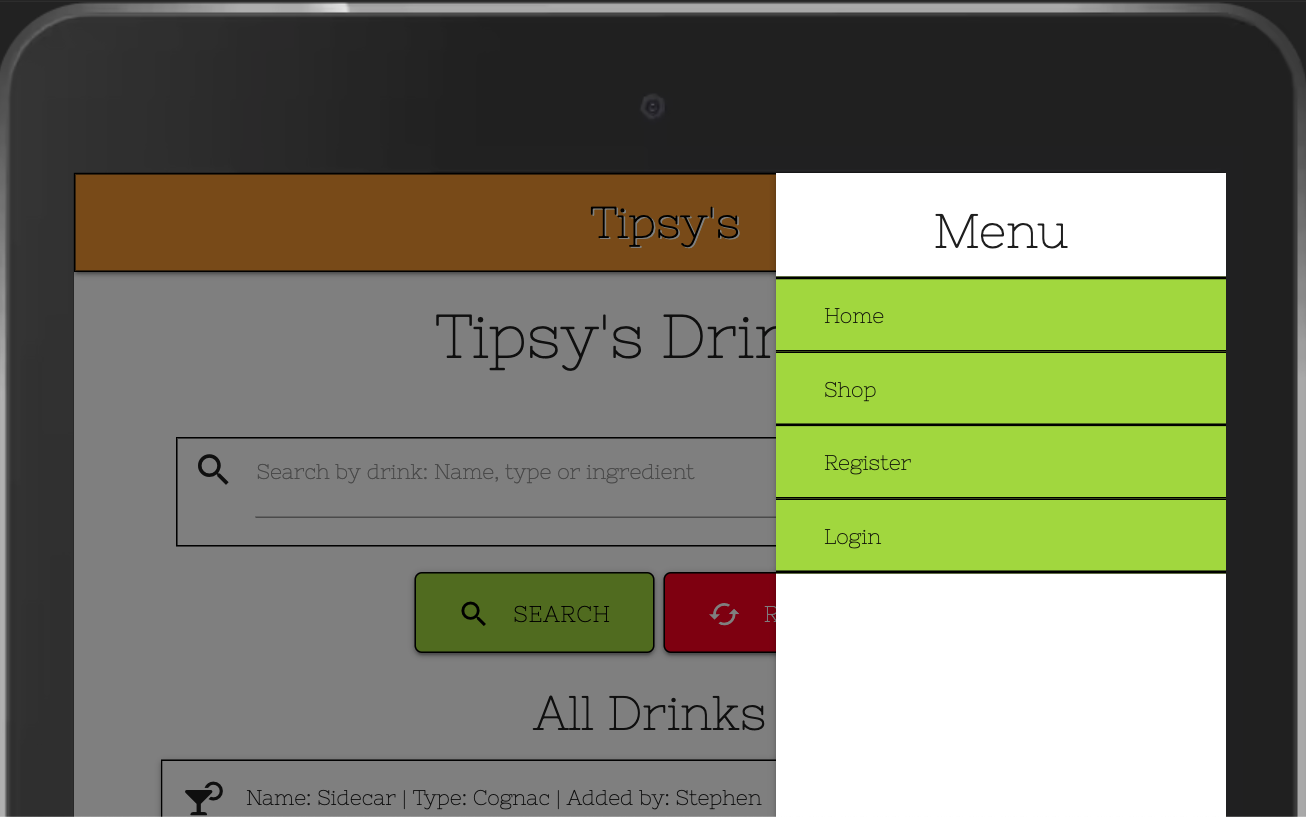 Tipsy's
Menu
Home
Shop
Register
Login
Tipsy's
Search by drink: Name, type or ingredient
SEARCH
All Drinks
Name: Sidecar | Type: Cognac | Added by: Stephen